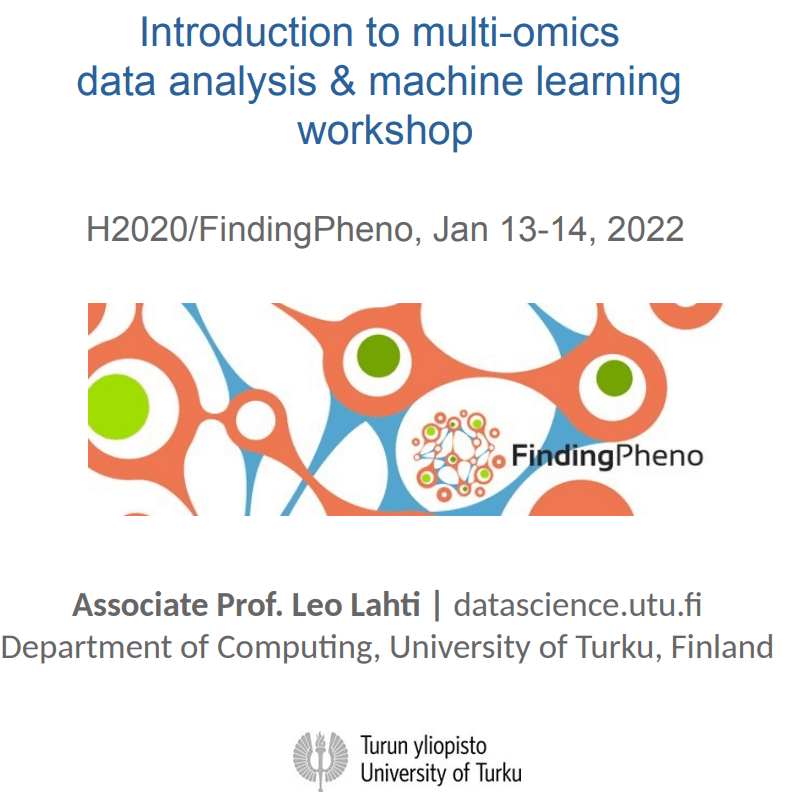 Introduction to multi-omics
data analysis & machine learning
workshop
H2020/FindingPheno, Jan 13-14, 2022
FindingPheno
Associate Prof. Leo Lahti | datascience.utu.fi
Department of Computing, University of Turku, Finland
Turun yliopisto
University of Turku